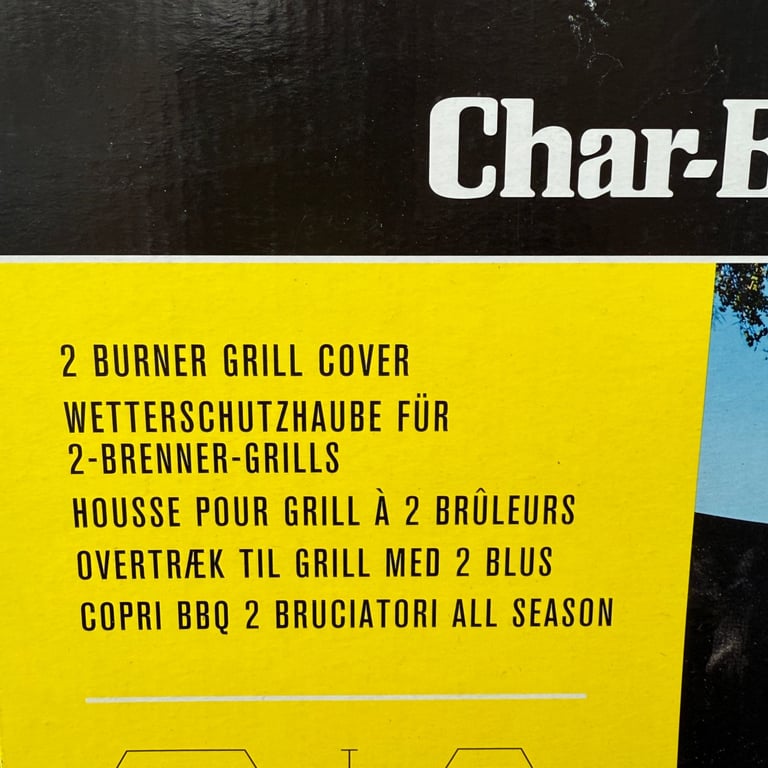 Char-B
2 BURNER GRILL COVER
WETTERSCHUTZHAUBE FÜR
2-BRENNER-GRILLS
HOUSSE POUR GRILL À 2 BRÛLEURS
OVERTRÆK TIL GRILL MED 2 BLUS
COPRI BBQ 2 BRUCIATORI ALL SEASON